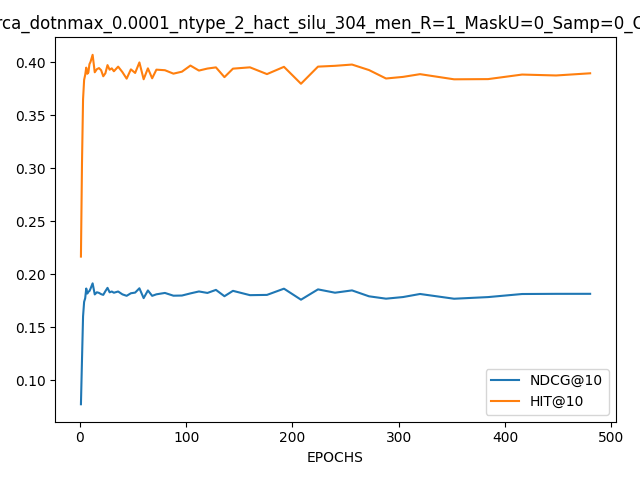 rca_dotnmax_0.0001_ntype_2_hact_silu_304_men_R=1_MaskU=0_Samp=0_C
0.40
0.35
0.30
0.25
0.20
0.15
0.10
NDCG@10
HIT@10
0 100 200 300 400 500
EPOCHS